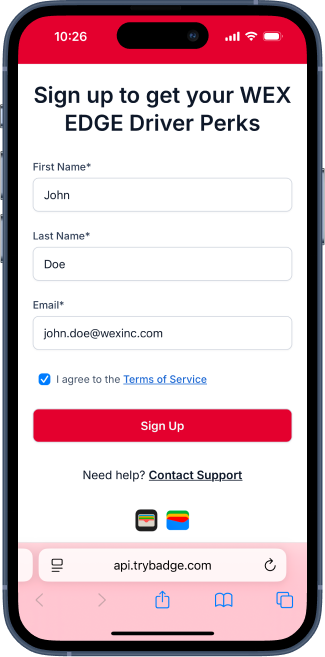 10:26
Sign up to get your WEX
EDGE Driver Perks
First Name*
John
Last Name*
Doe
Email*
john.doe@wexinc.com
I agree to the Terms of Service
Sign Up
Need help? Contact Support
api.trybadge.com